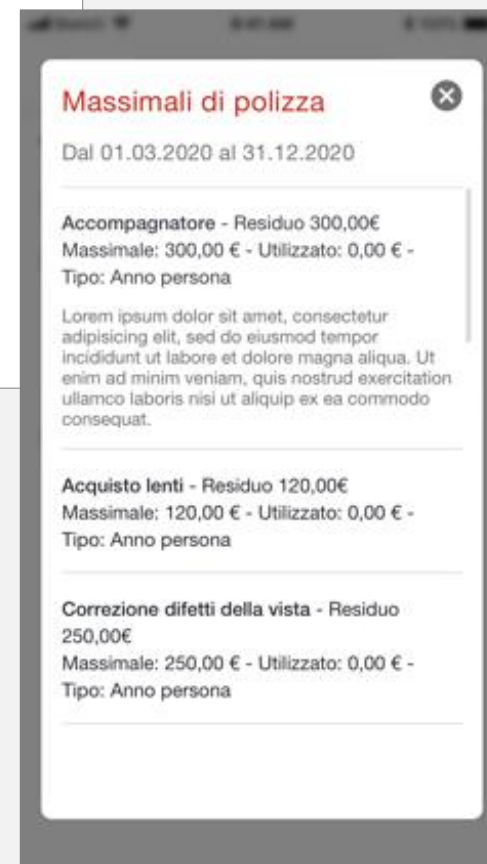 Massimali di polizza
Dal 01.03.2020 al 31.12.2020
Accompagnatore - Residuo 300,00€
Massimale: 300,00 € - Utilizzato: 0,00 € -
Tipo: Anno persona
Lorem ipsum dolor sit amet, consectetur
adipisicing elit, sed do eiusmod tempor
incididunt ut labore et dolore magna aliqua. Ut
enim ad minim veniam, quis nostrud exercitation
ullamco laboris nisi ut aliquip ex ea commodo
consequat.
Acquisto lenti - Residuo 120,00€
Massimale: 120,00 € - Utilizzato: 0,00 € -
Tipo: Anno persona
Correzione difetti della vista - Residuo
250,00€
Massimale: 250,00 € - Utilizzato: 0,00 € -
Tipo: Anno persona